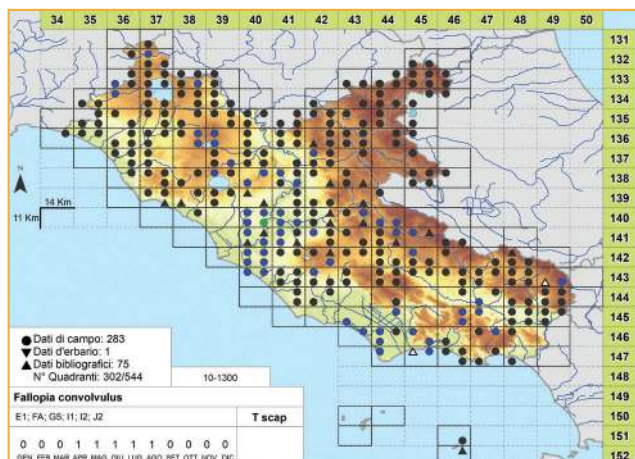 34 35 36 37 38 39 40 41 42 43 44 45 46 47 48 49 50
131
132
133
134
135
136
137
138
139
140
141
142
143
144
145
146
147
148
149
150
151
152
N
14 Km
11 Km
Dati di campo: 283
Dati d'erbario: 1
Dati bibliografici: 75
N° Quadranti: 302/544
10-1300
Fallopia convolvulus
E1; FA; G5; I1; I2; J2
T scap
0 0 0 1 1 1 1 1 0 0 0 0
GEN FEB MAR APR MAG GIU LUG AGO SET OTT NOV DIC